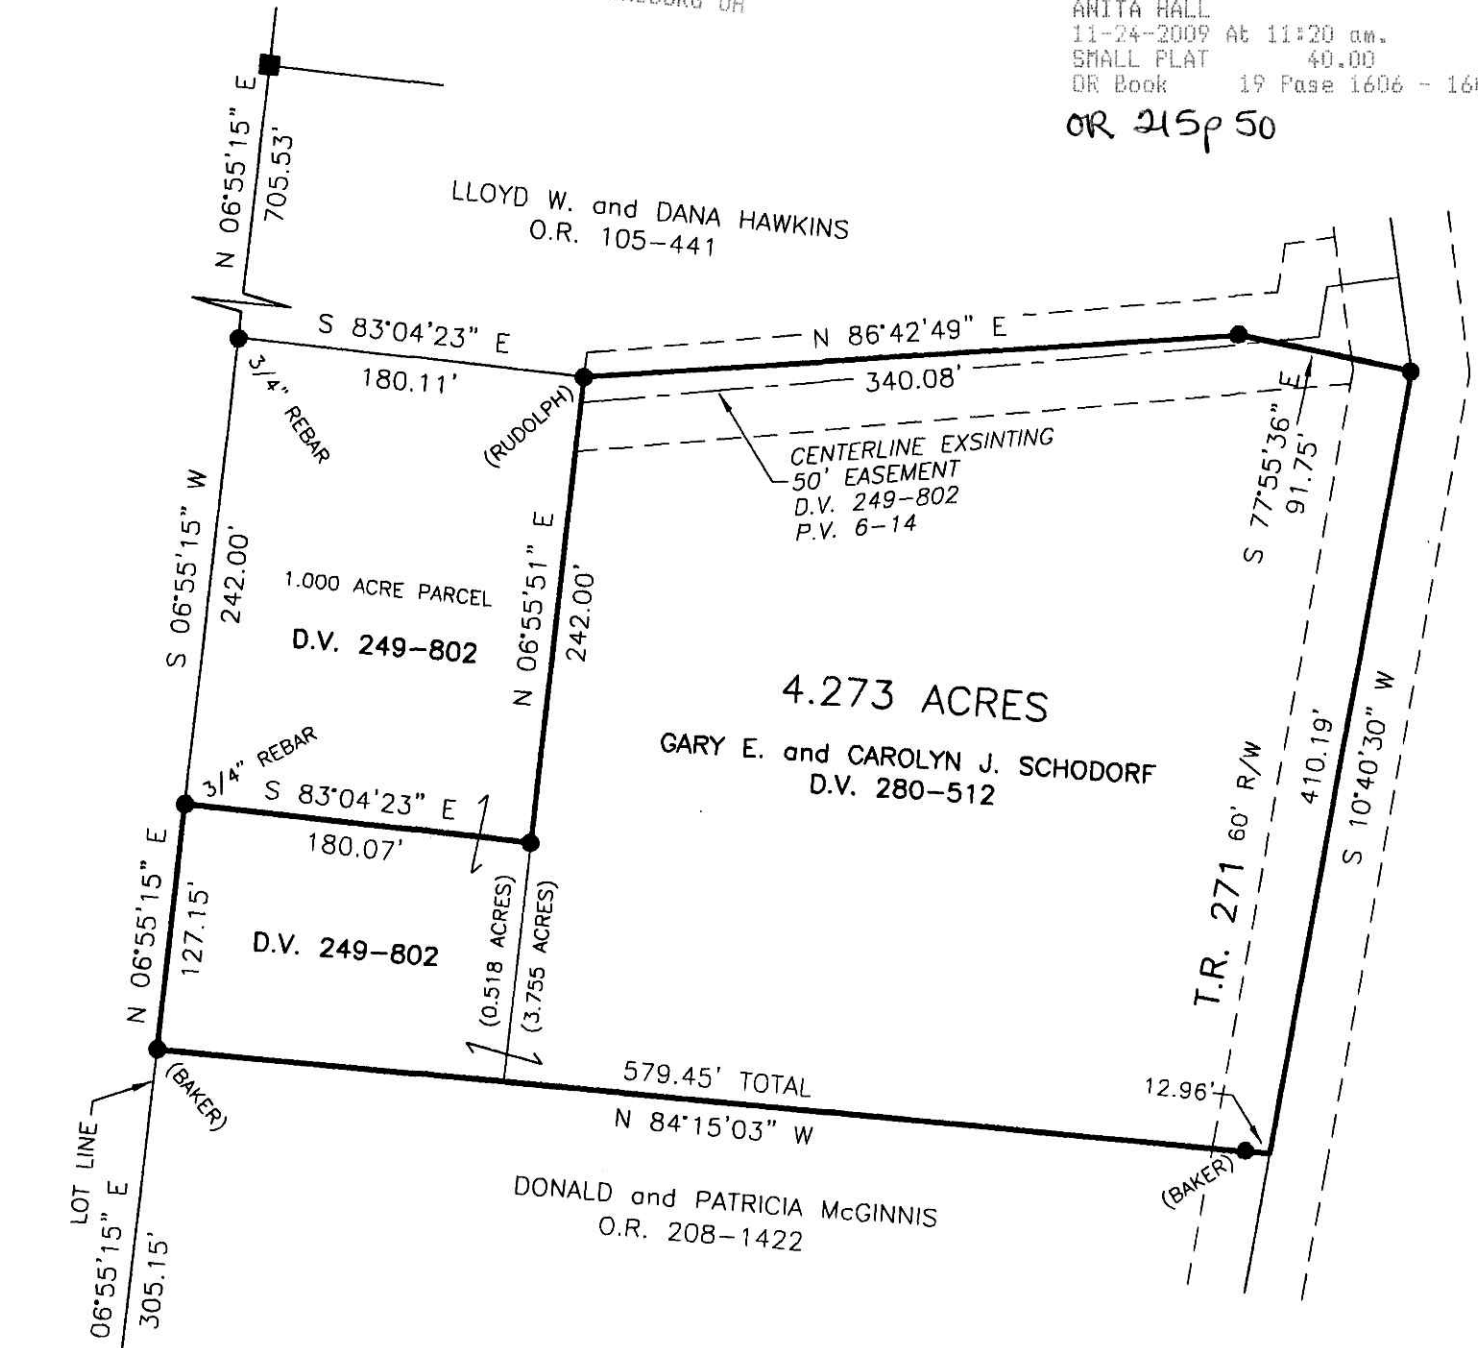 ANITA HALL
11-24-2009 At 11:20 am.
SMALL PLAT 40.00
OR Book 19 Page 1606 -
OR 215p 50
N 06°55'15" E
705.53'
LLOYD W. and DANA HAWKINS
O.R. 105-441
S 83°04'23" E
180.11'
3/4" REBAR
(RUDOLPH)
N 86°42'49" E
340.08'
CENTERLINE EXSINTING
50' EASEMENT
D.V. 249-802
P.V. 6-14
S 77°55'36" E
91.75'
S 06°55'15" W
242.00'
1.000 ACRE PARCEL
D.V. 249-802
N 06°55'51" E
242.00'
4.273 ACRES
GARY E. and CAROLYN J. SCHODORF
D.V. 280-512
T.R. 271 60' R/W
410.19'
S 10°40'30" W
3/4" REBAR
S 83°04'23" E
180.07'
N 06°55'15" E
127.15'
D.V. 249-802
(0.518 ACRES)
(3.755 ACRES)
579.45' TOTAL
N 84°15'03" W
12.96'
(BAKER)
(BAKER)
LOT LINE
06°55'15" E
305.15'
DONALD and PATRICIA McGINNIS
O.R. 208-1422